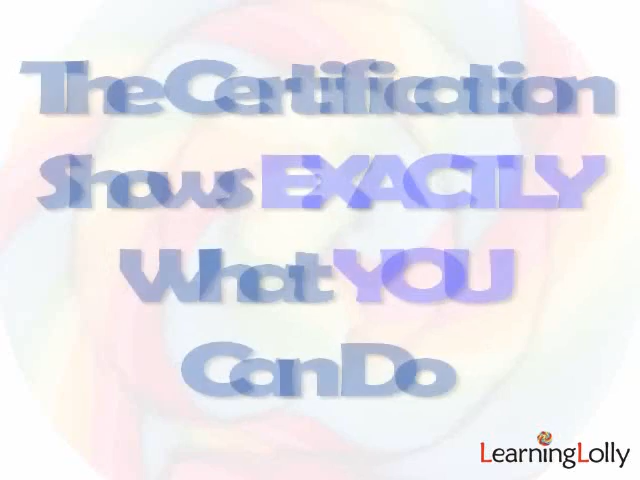 The Certification
Shows EXACTLY
What YOU
Can Do
LearningLolly